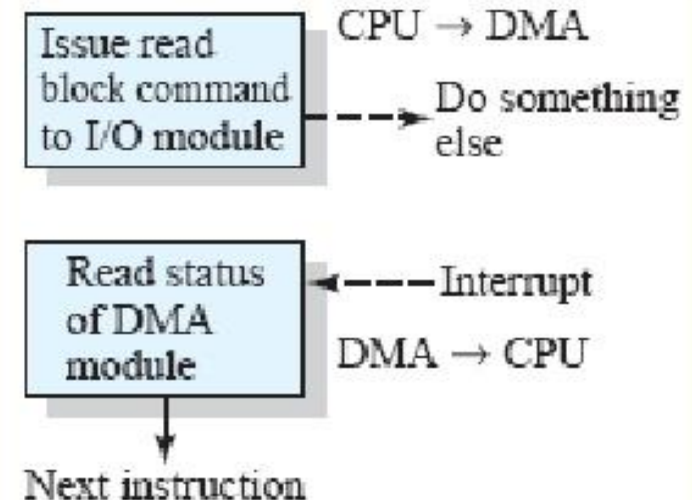 Issue read
block command
to I/O module
CPU → DMA
Do something
else
Read status
of DMA
module
Interrupt
DMA → CPU
Next instruction